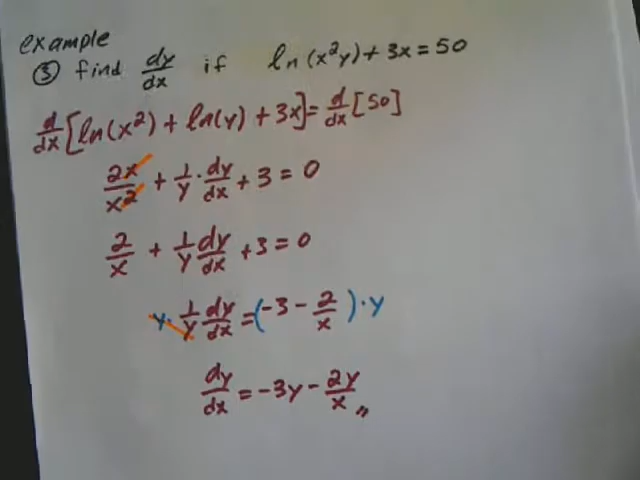 example
③ find dy/dx if ln(x²y) + 3x = 50
d/dx [ln(x²) + ln(y) + 3x] = d/dx [50]
2x/x² + 1/y · dy/dx + 3 = 0
2/x + 1/y dy/dx + 3 = 0
y · 1/y dy/dx = (-3 - 2/x) · y
dy/dx = -3y - 2y/x